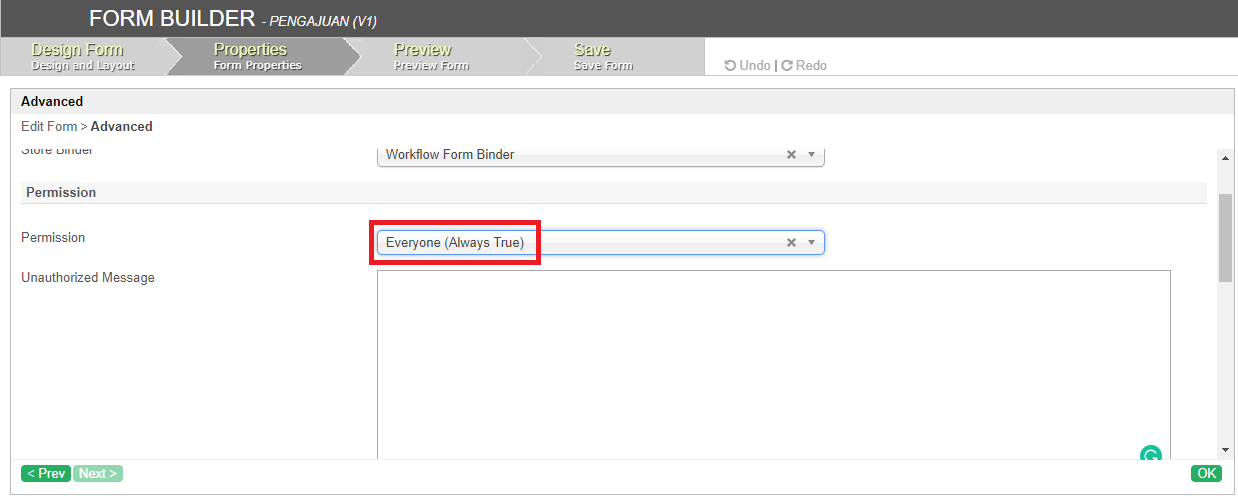 FORM BUILDER - PENGAJUAN (V1)
Design Form
Design and Layout
Properties
Form Properties
Preview
Preview Form
Save
Save Form
Undo | Redo
Advanced
Edit Form > Advanced
Store Binder
Workflow Form Binder
Permission
Permission
Everyone (Always True)
Unauthorized Message
< Prev
Next >
OK